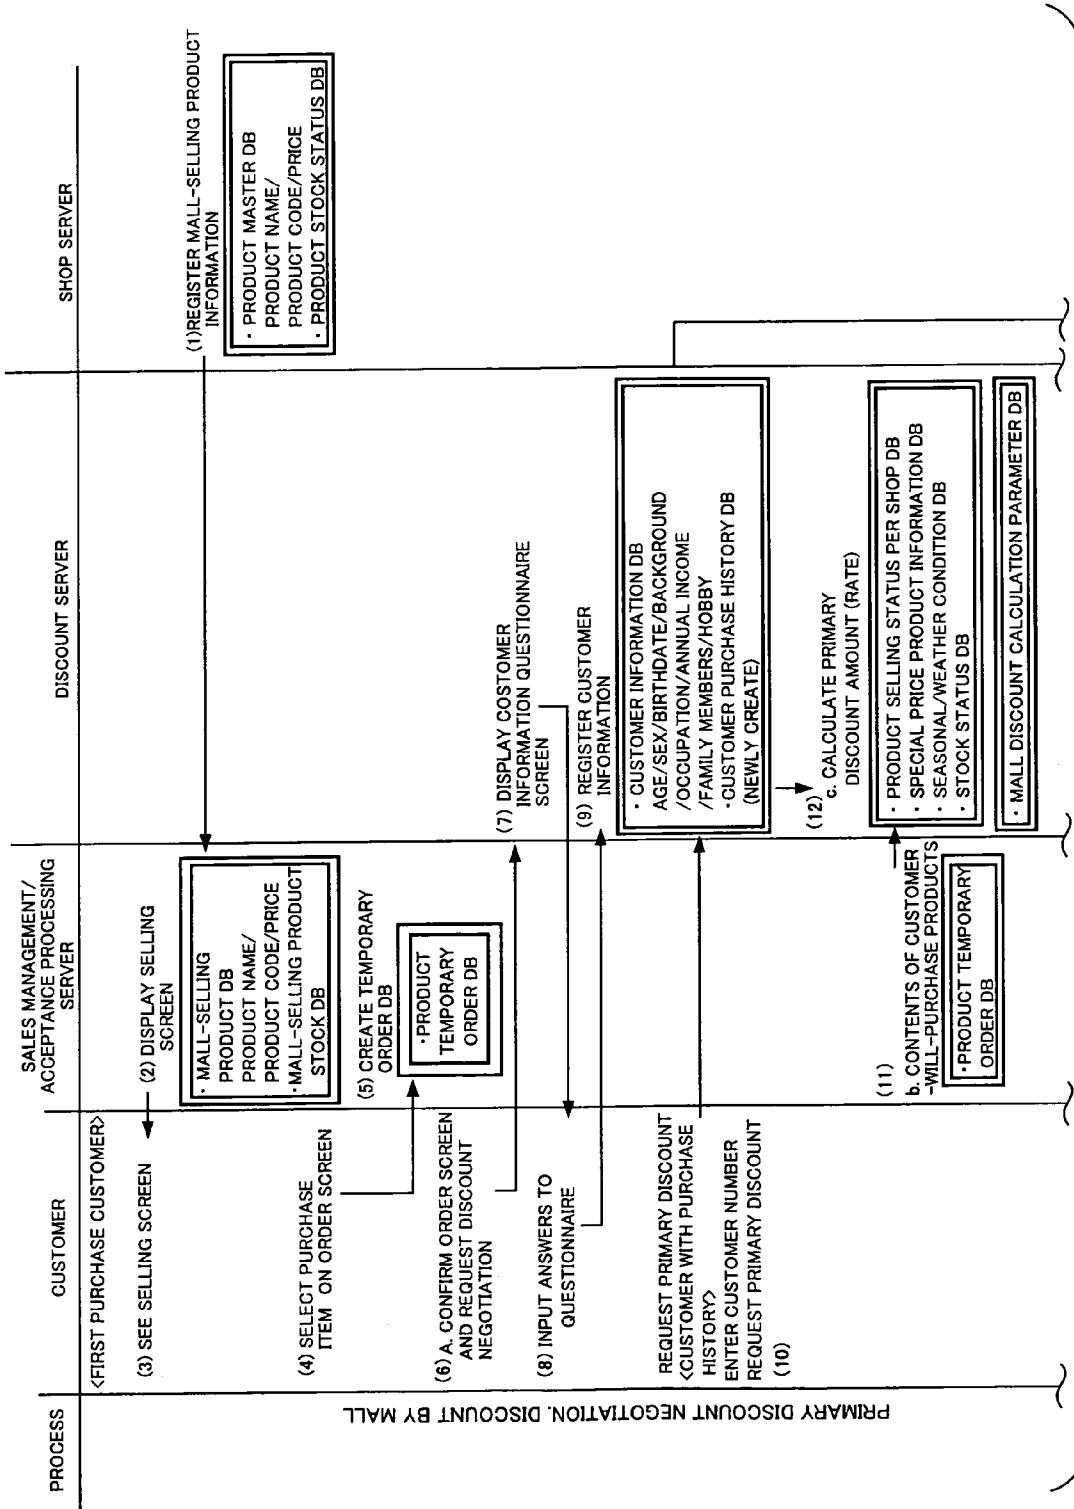 PROCESS
CUSTOMER
SALES MANAGEMENT/
ACCEPTANCE PROCESSING
SERVER
DISCOUNT SERVER
SHOP SERVER
PRIMARY DISCOUNT NEGOTIATION. DISCOUNT BY MALL
<FIRST PURCHASE CUSTOMER>
(1)REGISTER MALL-SELLING PRODUCT
INFORMATION
· PRODUCT MASTER DB
PRODUCT NAME/
PRODUCT CODE/PRICE
· PRODUCT STOCK STATUS DB
(2) DISPLAY SELLING
SCREEN
· MALL-SELLING
PRODUCT DB
PRODUCT NAME/
PRODUCT CODE/PRICE
·MALL-SELLING PRODUCT
STOCK DB
(3) SEE SELLING SCREEN
(4) SELECT PURCHASE
ITEM ON ORDER SCREEN
(5) CREATE TEMPORARY
ORDER DB
·PRODUCT
TEMPORARY
ORDER DB
(6) A. CONFIRM ORDER SCREEN
AND REQUEST DISCOUNT
NEGOTIATION
(7) DISPLAY COSTOMER
INFORMATION QUESTIONNAIRE
SCREEN
(8) INPUT ANSWERS TO
QUESTIONNAIRE
(9) REGISTER CUSTOMER
INFORMATION
· CUSTOMER INFORMATION DB
AGE/SEX/BIRTHDATE/BACKGROUND
/OCCUPATION/ANNUAL INCOME
/FAMILY MEMBERS/HOBBY
·CUSTOMER PURCHASE HISTORY DB
(NEWLY CREATE)
REQUEST PRIMARY DISCOUNT
<CUSTOMER WITH PURCHASE
HISTORY>
ENTER CUSTOMER NUMBER
REQUEST PRIMARY DISCOUNT
(10)
(11)
b. CONTENTS OF CUSTOMER
-WILL-PURCHASE PRODUCTS
·PRODUCT TEMPORARY
ORDER DB
(12)
c. CALCULATE PRIMARY
DISCOUNT AMOUNT (RATE)
· PRODUCT SELLING STATUS PER SHOP DB
· SPECIAL PRICE PRODUCT INFORMATION DB
· SEASONAL/WEATHER CONDITION DB
· STOCK STATUS DB
· MALL DISCOUNT CALCULATION PARAMETER DB